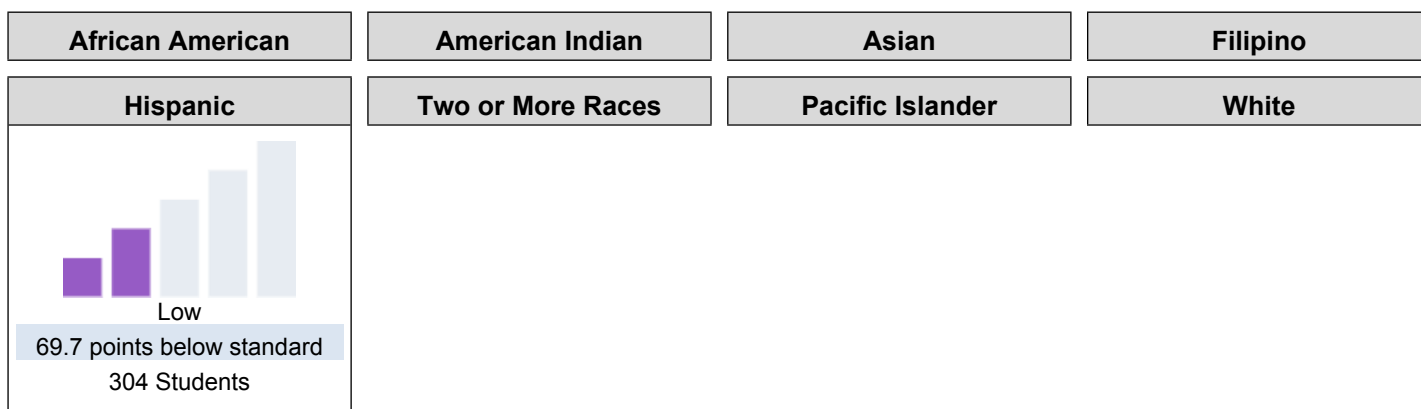 African American
American Indian
Asian
Filipino
Hispanic
Two or More Races
Pacific Islander
White
Low
69.7 points below standard
304 Students